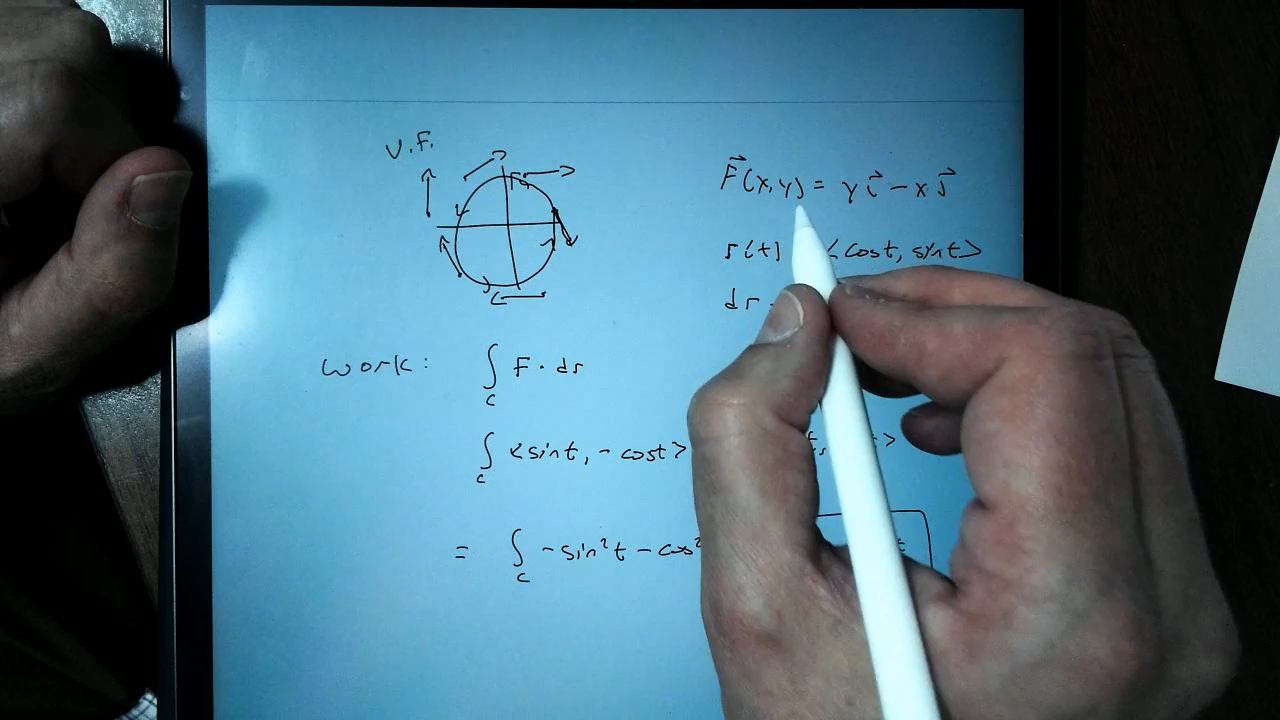 V.F.
F⃗(x,y) = y i⃗ - x j⃗
r(t) <cost, sint>
dr
work: ∫ F · dr
C
∫ <sint, - cost> >
C
= ∫ -sin²t - cos² t
C